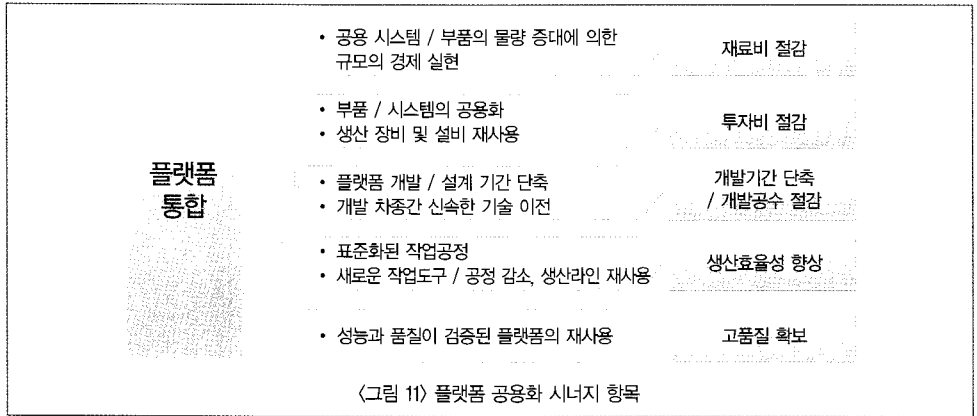 플랫폼
통합
• 공용 시스템 / 부품의 물량 증대에 의한
규모의 경제 실현
재료비 절감
• 부품 / 시스템의 공용화
• 생산 장비 및 설비 재사용
투자비 절감
• 플랫폼 개발 / 설계 기간 단축
• 개발 차종간 신속한 기술 이전
개발기간 단축
/ 개발공수 절감
• 표준화된 작업공정
• 새로운 작업도구 / 공정 감소, 생산라인 재사용
생산효율성 향상
• 성능과 품질이 검증된 플랫폼의 재사용
고품질 확보
〈그림 11〉 플랫폼 공용화 시너지 항목